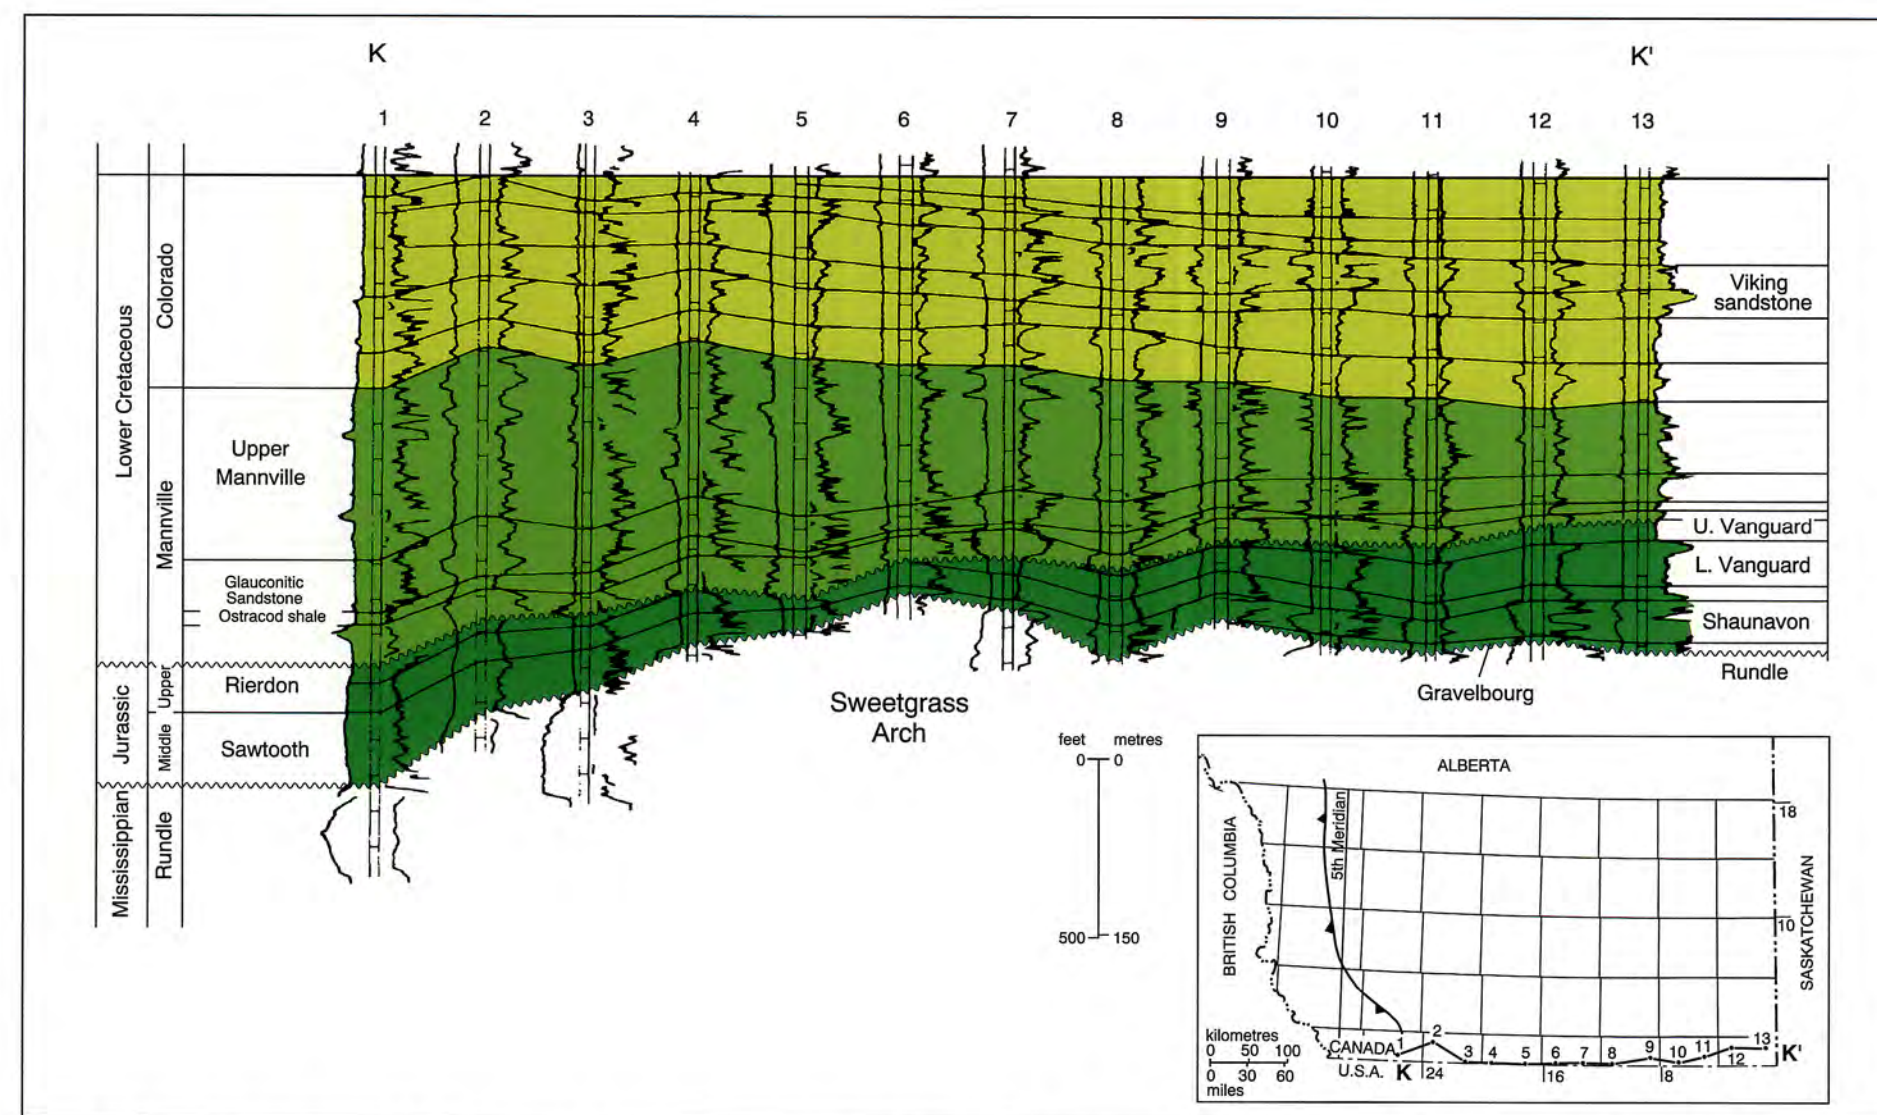 K
K'
1 2 3 4 5 6 7 8 9 10 11 12 13
Lower Cretaceous
Colorado
Mannville
Upper
Mannville
Glauconitic
Sandstone
Ostracod shale
Jurassic
Upper
Rierdon
Middle
Sawtooth
Mississippian
Rundle
Viking
sandstone
U. Vanguard
L. Vanguard
Shaunavon
Rundle
Gravelbourg
Sweetgrass
Arch
feet metres
0 0
500 150
ALBERTA
BRITISH COLUMBIA
5th Meridian
SASKATCHEWAN
18
10
kilometres
0 50 100
0 30 60
miles
CANADA
U.S.A.
K
K'
1 2 3 4 5 6 7 8 9 10 11 12 13
24 16 8